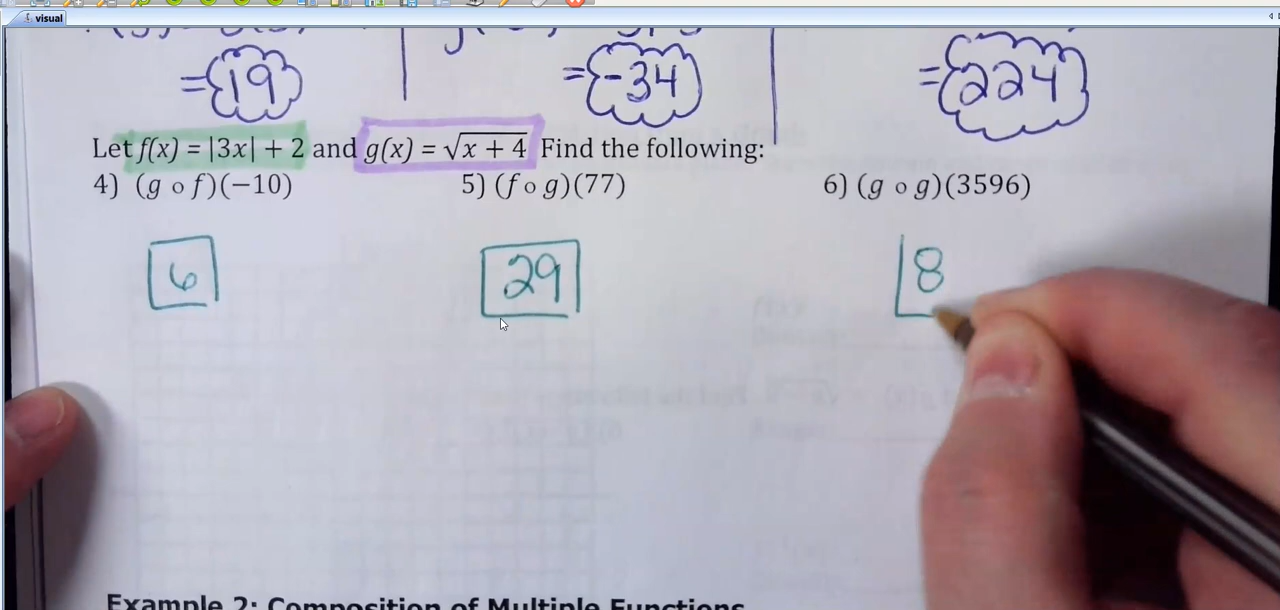 visual
= 19
= -34
= 224
Let f(x) = |3x| + 2 and g(x) = √x + 4 Find the following:
4) (g ∘ f)(−10)
5) (f ∘ g)(77)
6) (g ∘ g)(3596)
6
29
8
Example 2: Composition of Multiple Functions